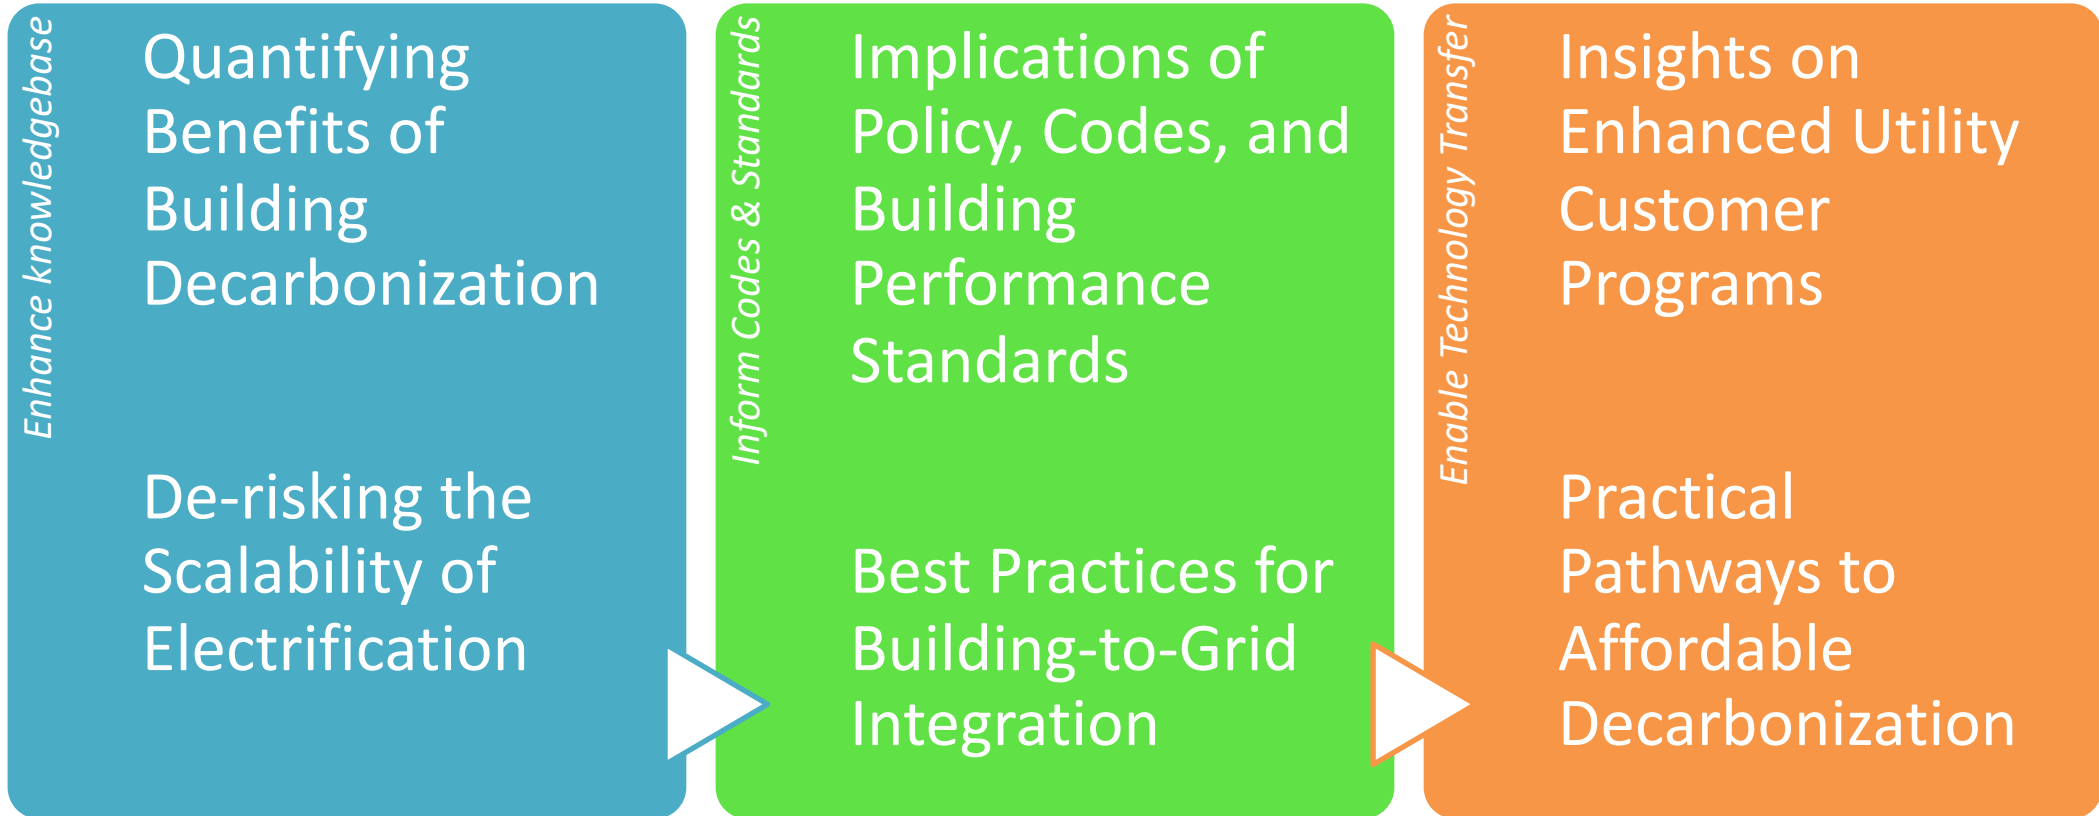 Enhance knowledgebase
Quantifying
Benefits of
Building
Decarbonization
De-risking the
Scalability of
Electrification
Inform Codes & Standards
Implications of
Policy, Codes, and
Building
Performance
Standards
Best Practices for
Building-to-Grid
Integration
Enable Technology Transfer
Insights on
Enhanced Utility
Customer
Programs
Practical
Pathways to
Affordable
Decarbonization